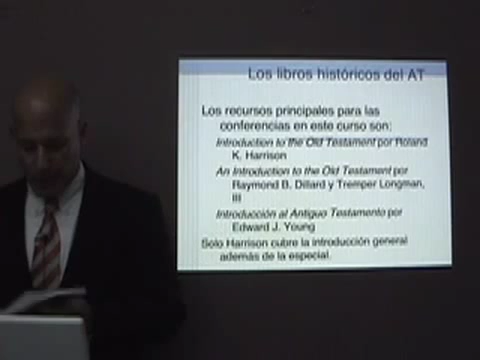 Los libros históricos del AT
Los recursos principales para las
conferencias en este curso son:
Introduction to the Old Testament por Roland
K. Harrison
An Introduction to the Old Testament por
Raymond B. Dillard y Tremper Longman,
III
Introducción al Antiguo Testamento por
Edward J. Young
Solo Harrison cubre la introducción general
además de la especial.